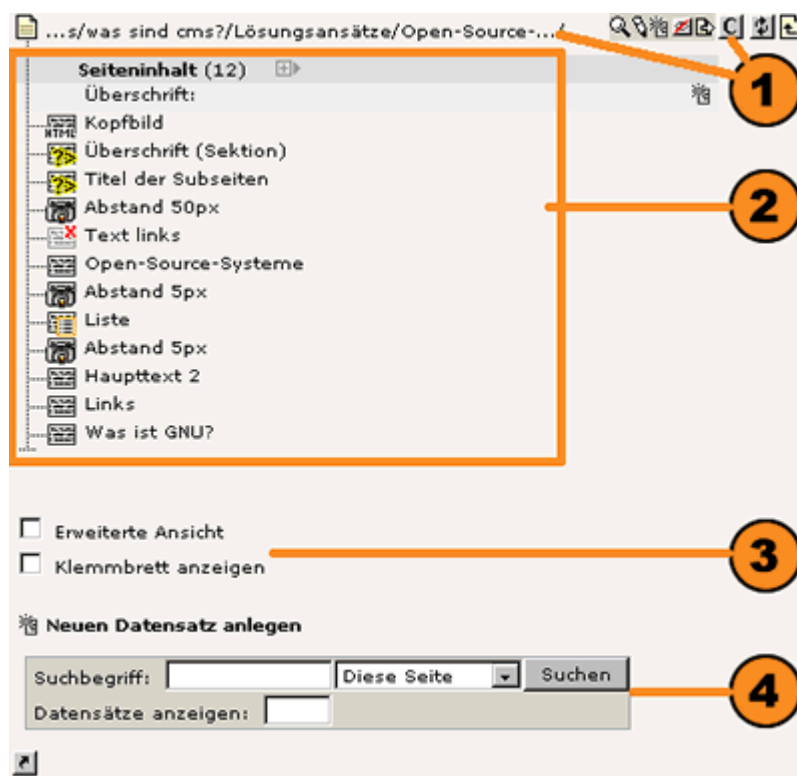 ...s/was sind cms?/Lösungsansätze/Open-Source-.../
C
1
Seiteninhalt (12)
Überschrift:
HTML Kopfbild
Überschrift (Sektion)
Titel der Subseiten
Abstand 50px
2
Text links
Open-Source-Systeme
Abstand 5px
Liste
Abstand 5px
Haupttext 2
Links
Was ist GNU?
Erweiterte Ansicht
3
Klemmbrett anzeigen
Neuen Datensatz anlegen
Suchbegriff: Diese Seite Suchen
4
Datensätze anzeigen: